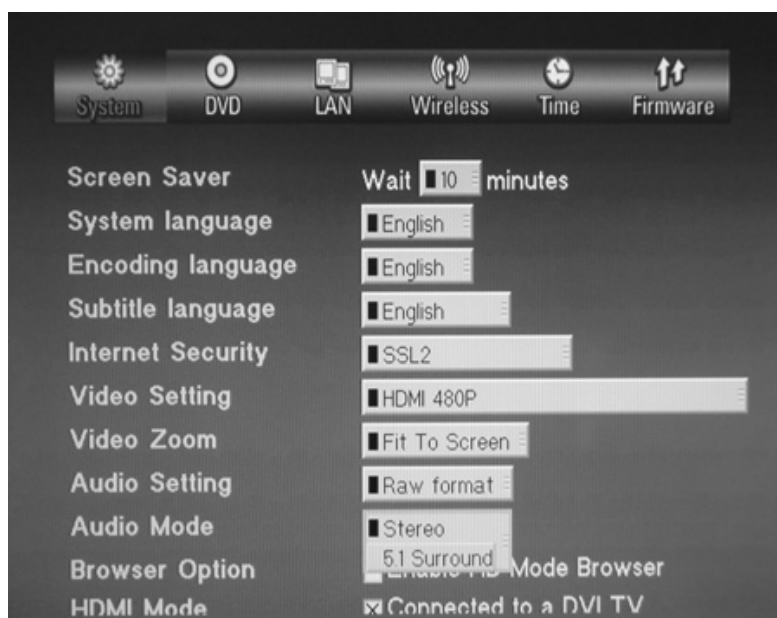 System DVD LAN Wireless Time Firmware
Screen Saver Wait 10 minutes
System language English
Encoding language English
Subtitle language English
Internet Security SSL2
Video Setting HDMI 480P
Video Zoom Fit To Screen
Audio Setting Raw format
Audio Mode Stereo
5.1 Surround
Browser Option Enable HD Mode Browser
HDMI Mode Connected to a DVI TV